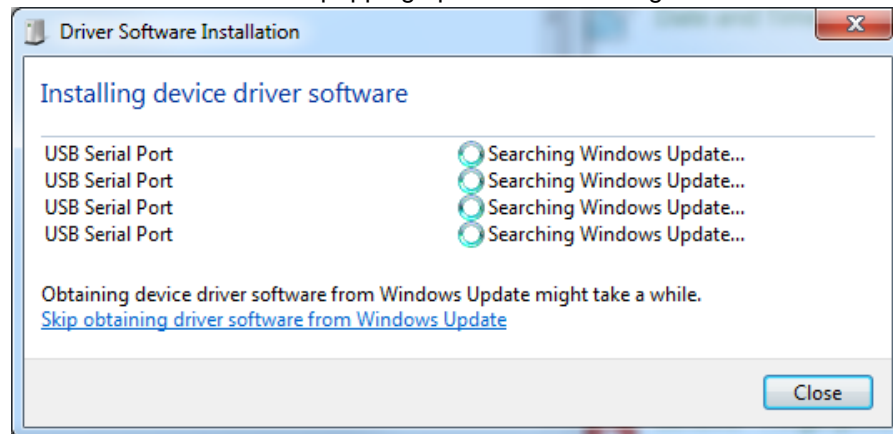 Driver Software Installation
Installing device driver software
USB Serial Port Searching Windows Update...
USB Serial Port Searching Windows Update...
USB Serial Port Searching Windows Update...
USB Serial Port Searching Windows Update...
Obtaining device driver software from Windows Update might take a while.
Skip obtaining driver software from Windows Update
Close